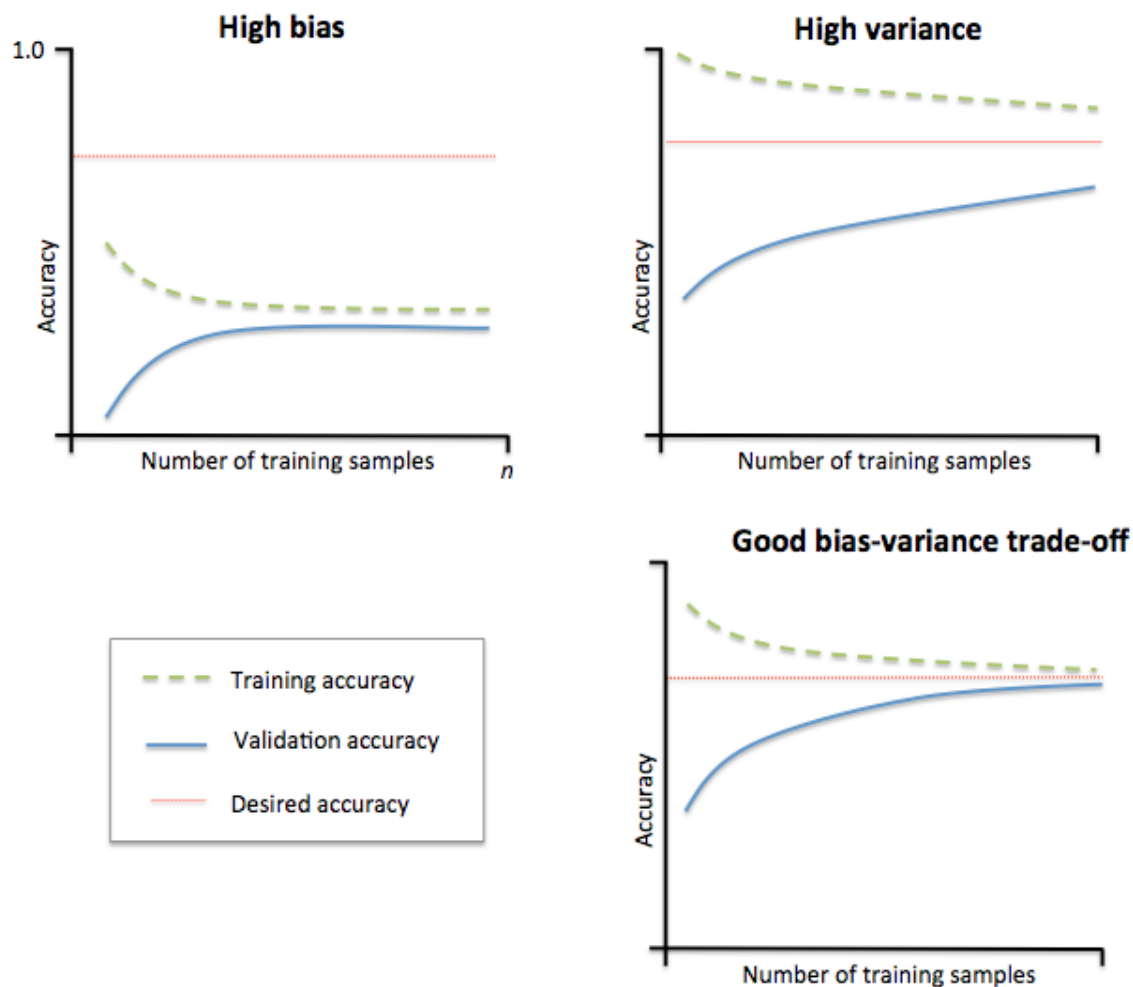 High bias
1.0
Accuracy
Number of training samples
n
High variance
Accuracy
Number of training samples
Good bias-variance trade-off
Accuracy
Number of training samples
Training accuracy
Validation accuracy
Desired accuracy